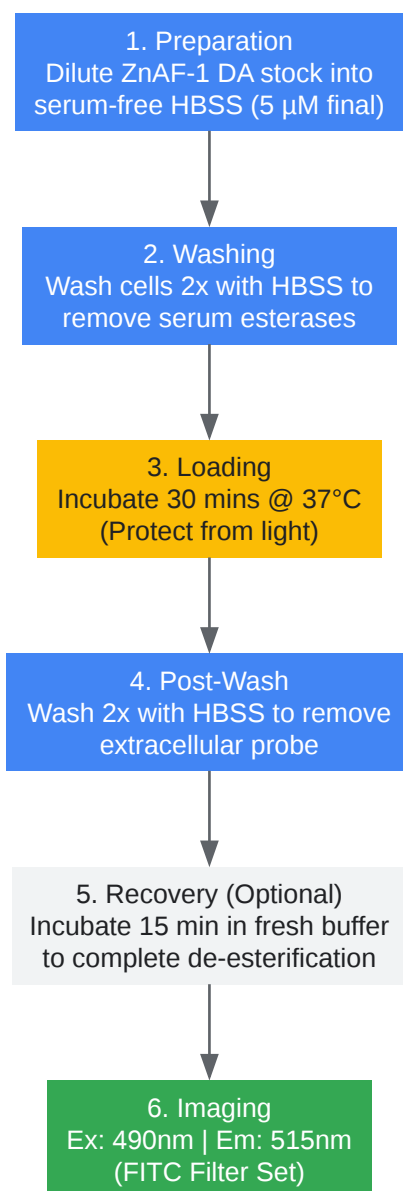 1. Preparation
Dilute ZnAF-1 DA stock into
serum-free HBSS (5 µM final)
2. Washing
Wash cells 2x with HBSS to
remove serum esterases
3. Loading
Incubate 30 mins @ 37°C
(Protect from light)
4. Post-Wash
Wash 2x with HBSS to remove
extracellular probe
5. Recovery (Optional)
Incubate 15 min in fresh buffer
to complete de-esterification
6. Imaging
Ex: 490nm | Em: 515nm
(FITC Filter Set)